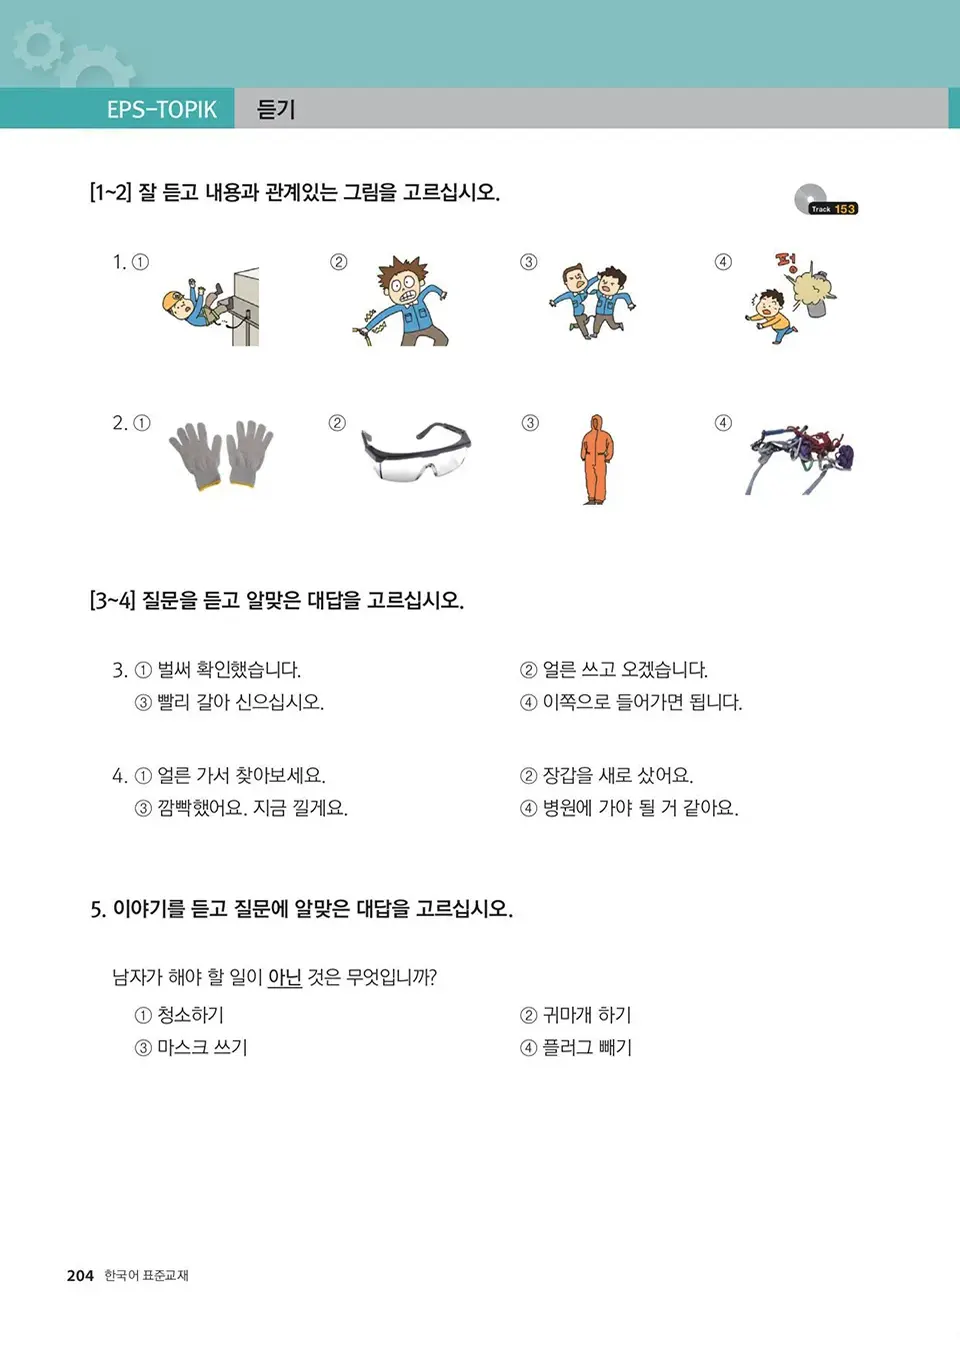 EPS-TOPIK 듣기
[1~2] 잘 듣고 내용과 관계있는 그림을 고르십시오.
Track 153
1. ① ② ③ ④
펑
2. ① ② ③ ④
[3~4] 질문을 듣고 알맞은 대답을 고르십시오.
3. ① 벌써 확인했습니다. ② 얼른 쓰고 오겠습니다.
③ 빨리 갈아 신으십시오. ④ 이쪽으로 들어가면 됩니다.
4. ① 얼른 가서 찾아보세요. ② 장갑을 새로 샀어요.
③ 깜빡했어요. 지금 낄게요. ④ 병원에 가야 될 거 같아요.
5. 이야기를 듣고 질문에 알맞은 대답을 고르십시오.
남자가 해야 할 일이 아닌 것은 무엇입니까?
① 청소하기 ② 귀마개 하기
③ 마스크 쓰기 ④ 플러그 빼기
204 한국어 표준교재